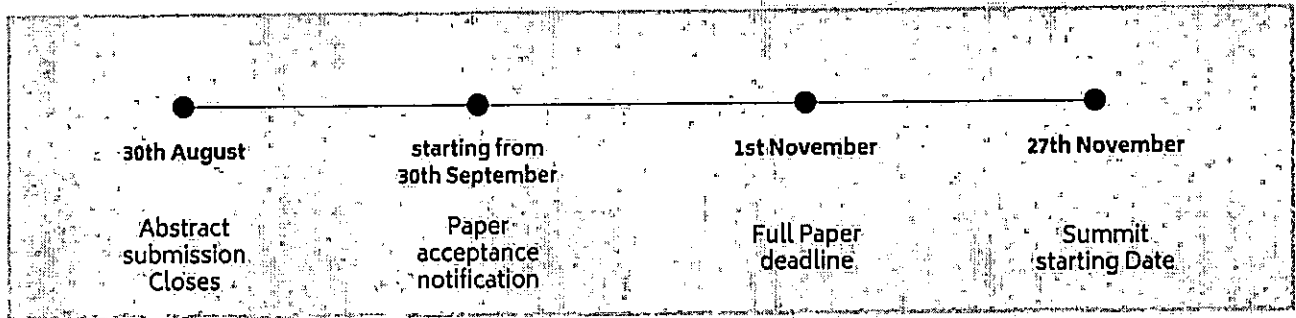 30th August
Abstract
submission
Closes
starting from
30th September
Paper
acceptance
notification
1st November
Full Paper
deadline
27th November
Summit
starting Date